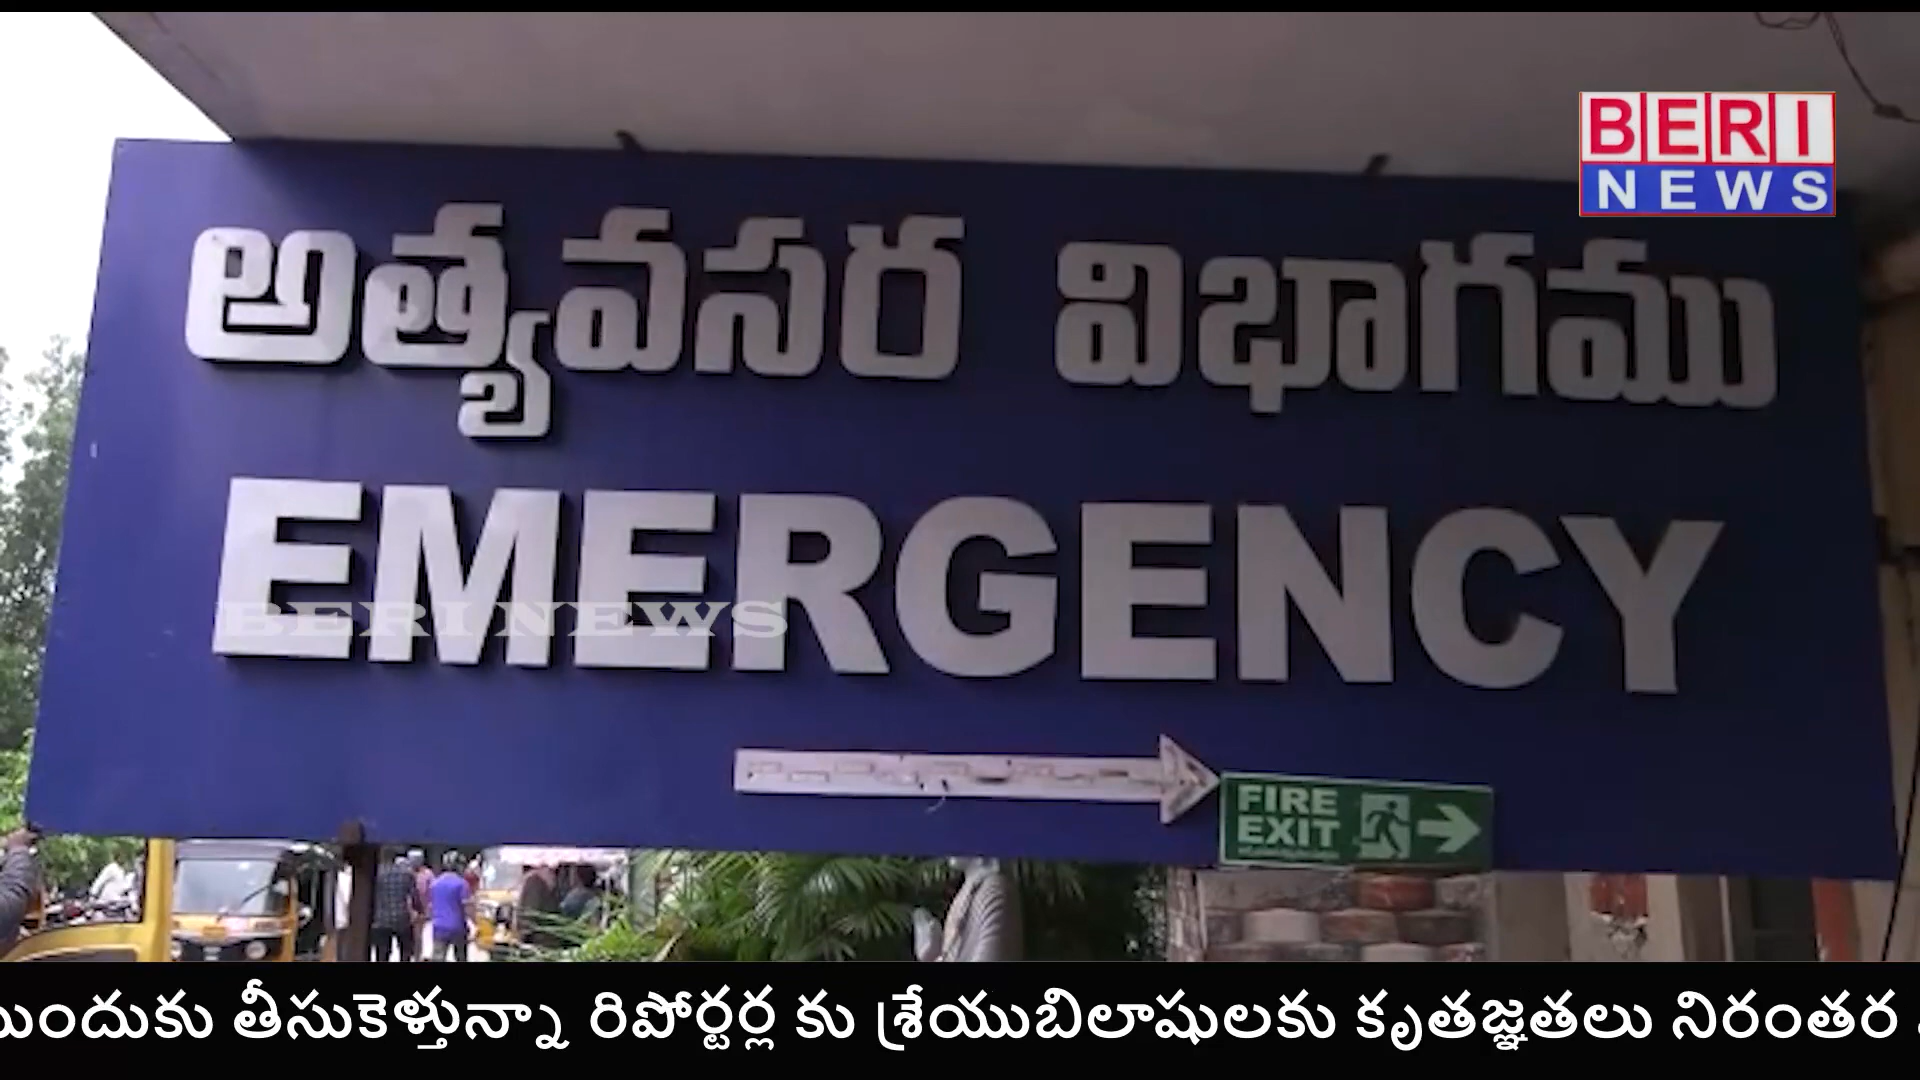 BERI
NEWS
అత్యవసర విభాగము
EMERGENCY
BERI NEWS
FIRE
EXIT
ముందుకు తీసుకెళ్తున్నా రిపోర్టర్ల కు శ్రేయుబిలాషులకు కృతజ్ఞతలు నిరంతర